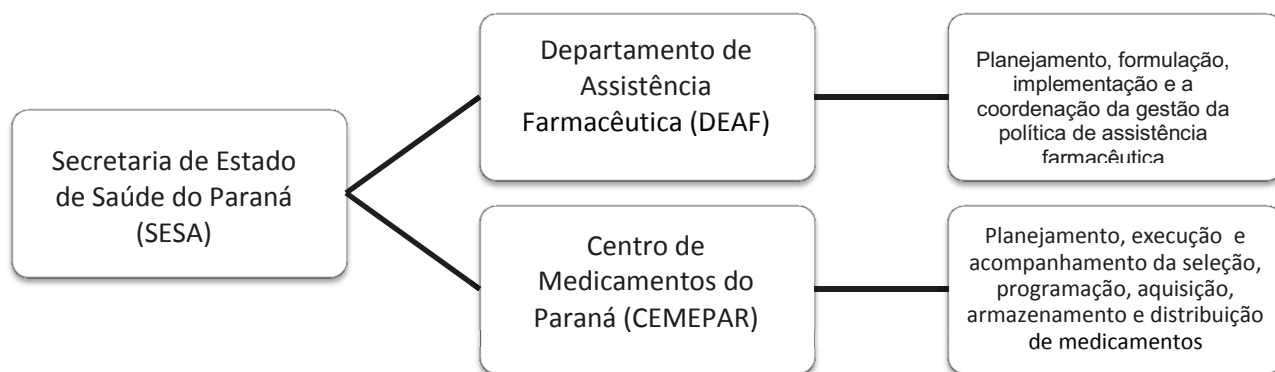 Secretaria de Estado
de Saúde do Paraná
(SESA)
Departamento de
Assistência
Farmacêutica (DEAF)
Planejamento, formulação,
implementação e a
coordenação da gestão da
política de assistência
farmacêutica
Centro de
Medicamentos do
Paraná (CEMEPAR)
Planejamento, execução e
acompanhamento da seleção,
programação, aquisição,
armazenamento e distribuição
de medicamentos